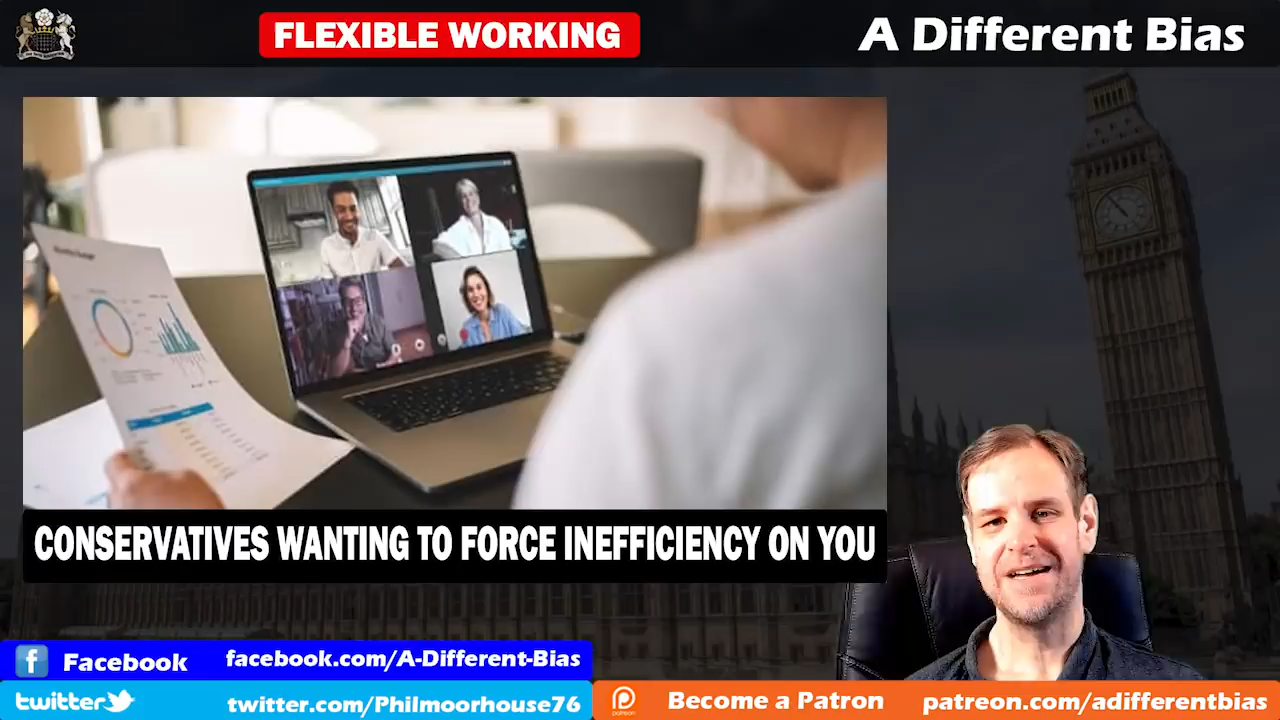 FLEXIBLE WORKING
A Different Bias
CONSERVATIVES WANTING TO FORCE INEFFICIENCY ON YOU
f Facebook
facebook.com/A-Different-Bias
twitter
twitter.com/Philmoorhouse76
Become a Patron
patreon.com/adifferentbias